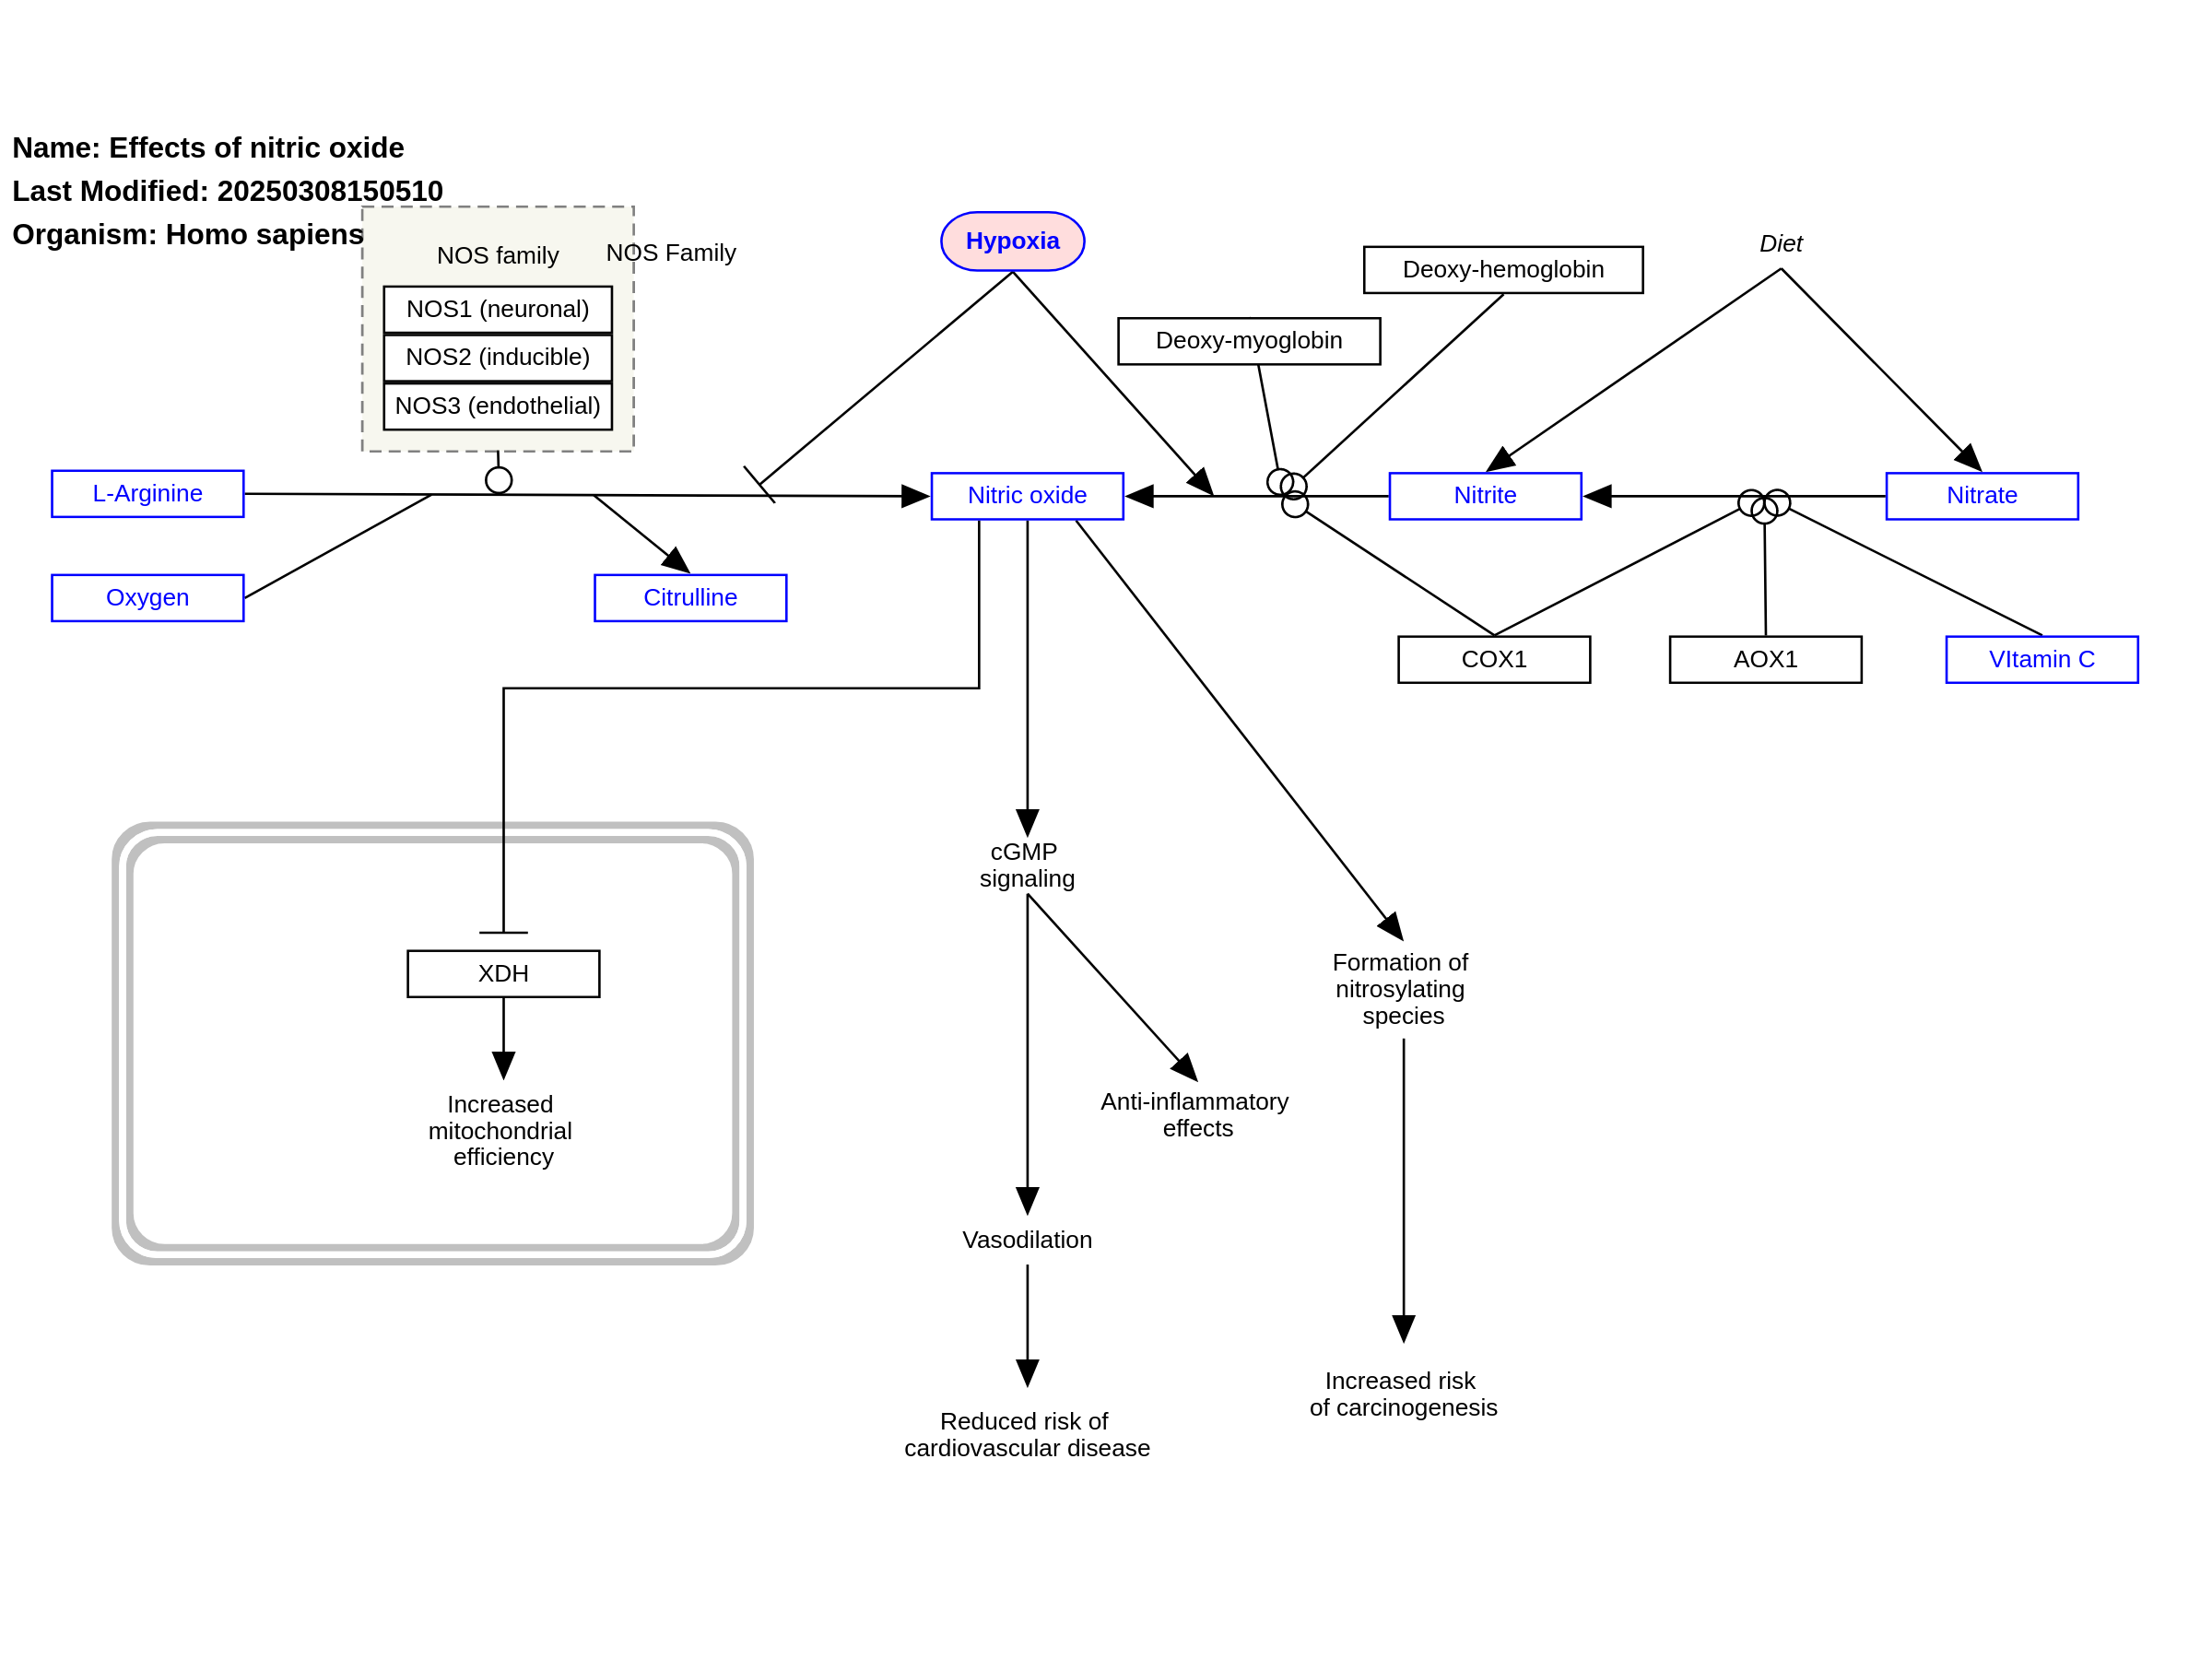 Name: Effects of nitric oxide
Last Modified: 20250308150510
Organism: Homo sapiens
NOS family
NOS Family
NOS1 (neuronal)
NOS2 (inducible)
NOS3 (endothelial)
Hypoxia
Deoxy-hemoglobin
Diet
Deoxy-myoglobin
L-Arginine
Nitric oxide
Nitrite
Nitrate
Oxygen
Citrulline
COX1
AOX1
VItamin C
cGMP
signaling
XDH
Formation of
nitrosylating
species
Increased
mitochondrial
efficiency
Anti-inflammatory
effects
Vasodilation
Increased risk
of carcinogenesis
Reduced risk of
cardiovascular disease